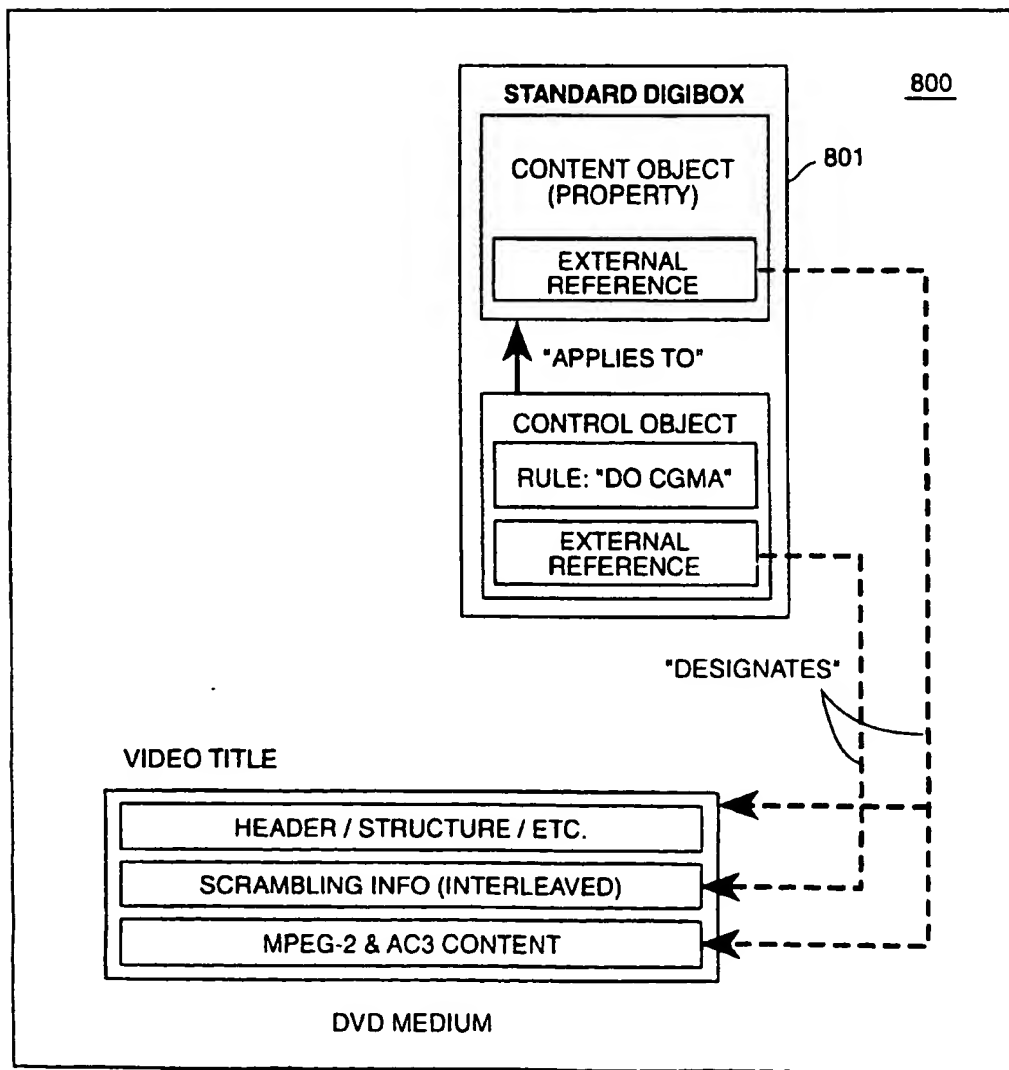 800
STANDARD DIGIBOX
801
CONTENT OBJECT
(PROPERTY)
EXTERNAL
REFERENCE
"APPLIES TO"
CONTROL OBJECT
RULE: "DO CGMA"
EXTERNAL
REFERENCE
"DESIGNATES"
VIDEO TITLE
HEADER / STRUCTURE / ETC.
SCRAMBLING INFO (INTERLEAVED)
MPEG-2 & AC3 CONTENT
DVD MEDIUM